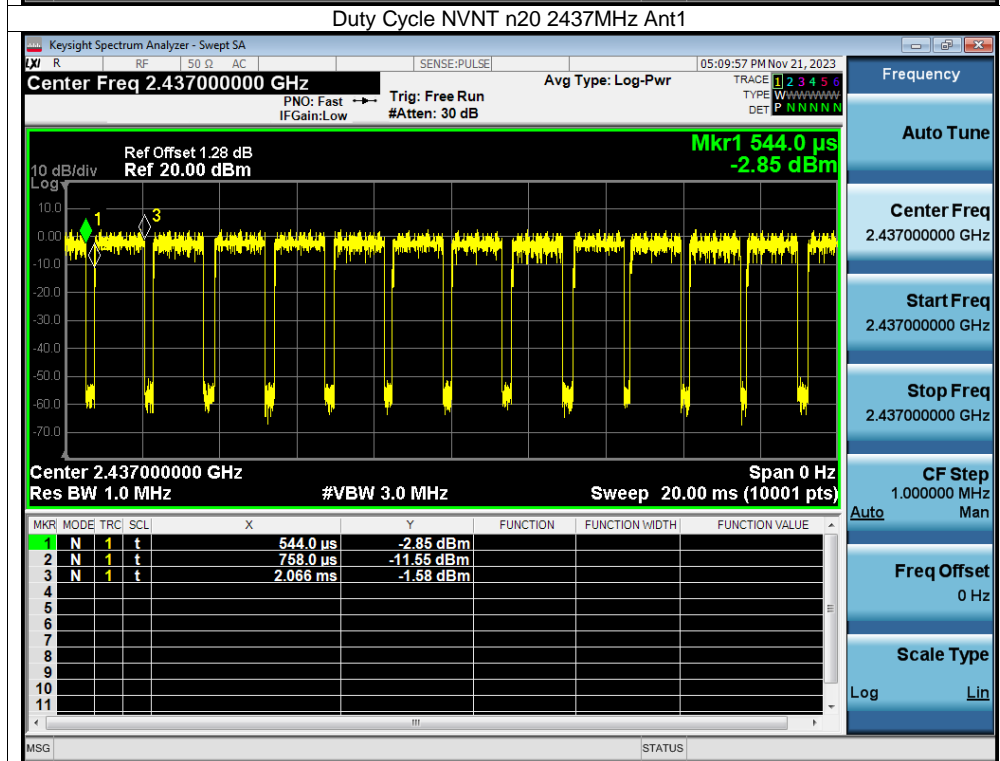 Duty Cycle NVNT n20 2437MHz Ant1
Keysight Spectrum Analyzer - Swept SA
LXI R RF 50 Ω AC SENSE:PULSE 05:09:57 PM Nov 21, 2023
Center Freq 2.437000000 GHz
PNO: Fast
IFGain:Low
Trig: Free Run
#Atten: 30 dB
Avg Type: Log-Pwr
TRACE 1 2 3 4 5 6
TYPE WWWWWW
DET P N N N N N
Ref Offset 1.28 dB
Ref 20.00 dBm
10 dB/div
Log
Mkr1 544.0 µs
-2.85 dBm
10.0
0.00
-10.0
-20.0
-30.0
-40.0
-50.0
-60.0
-70.0
1
3
Center 2.437000000 GHz Span 0 Hz
Res BW 1.0 MHz #VBW 3.0 MHz Sweep 20.00 ms (10001 pts)
MKR MODE TRC SCL X Y FUNCTION FUNCTION WIDTH FUNCTION VALUE
1 N 1 t 544.0 µs -2.85 dBm
2 N 1 t 758.0 µs -11.55 dBm
3 N 1 t 2.066 ms -1.58 dBm
4
5
6
7
8
9
10
11
MSG STATUS
Frequency
Auto Tune
Center Freq
2.437000000 GHz
Start Freq
2.437000000 GHz
Stop Freq
2.437000000 GHz
CF Step
1.000000 MHz
Auto Man
Freq Offset
0 Hz
Scale Type
Log Lin